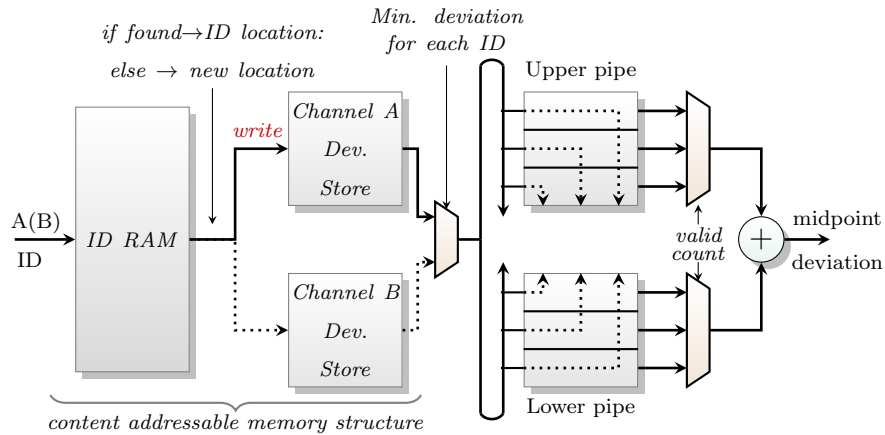 if found→ID location:
else → new location
Min. deviation
for each ID
Upper pipe
write
Channel A
Dev.
Store
A(B)
ID
ID RAM
valid
count
+
midpoint
deviation
Channel B
Dev.
Store
Lower pipe
content addressable memory structure